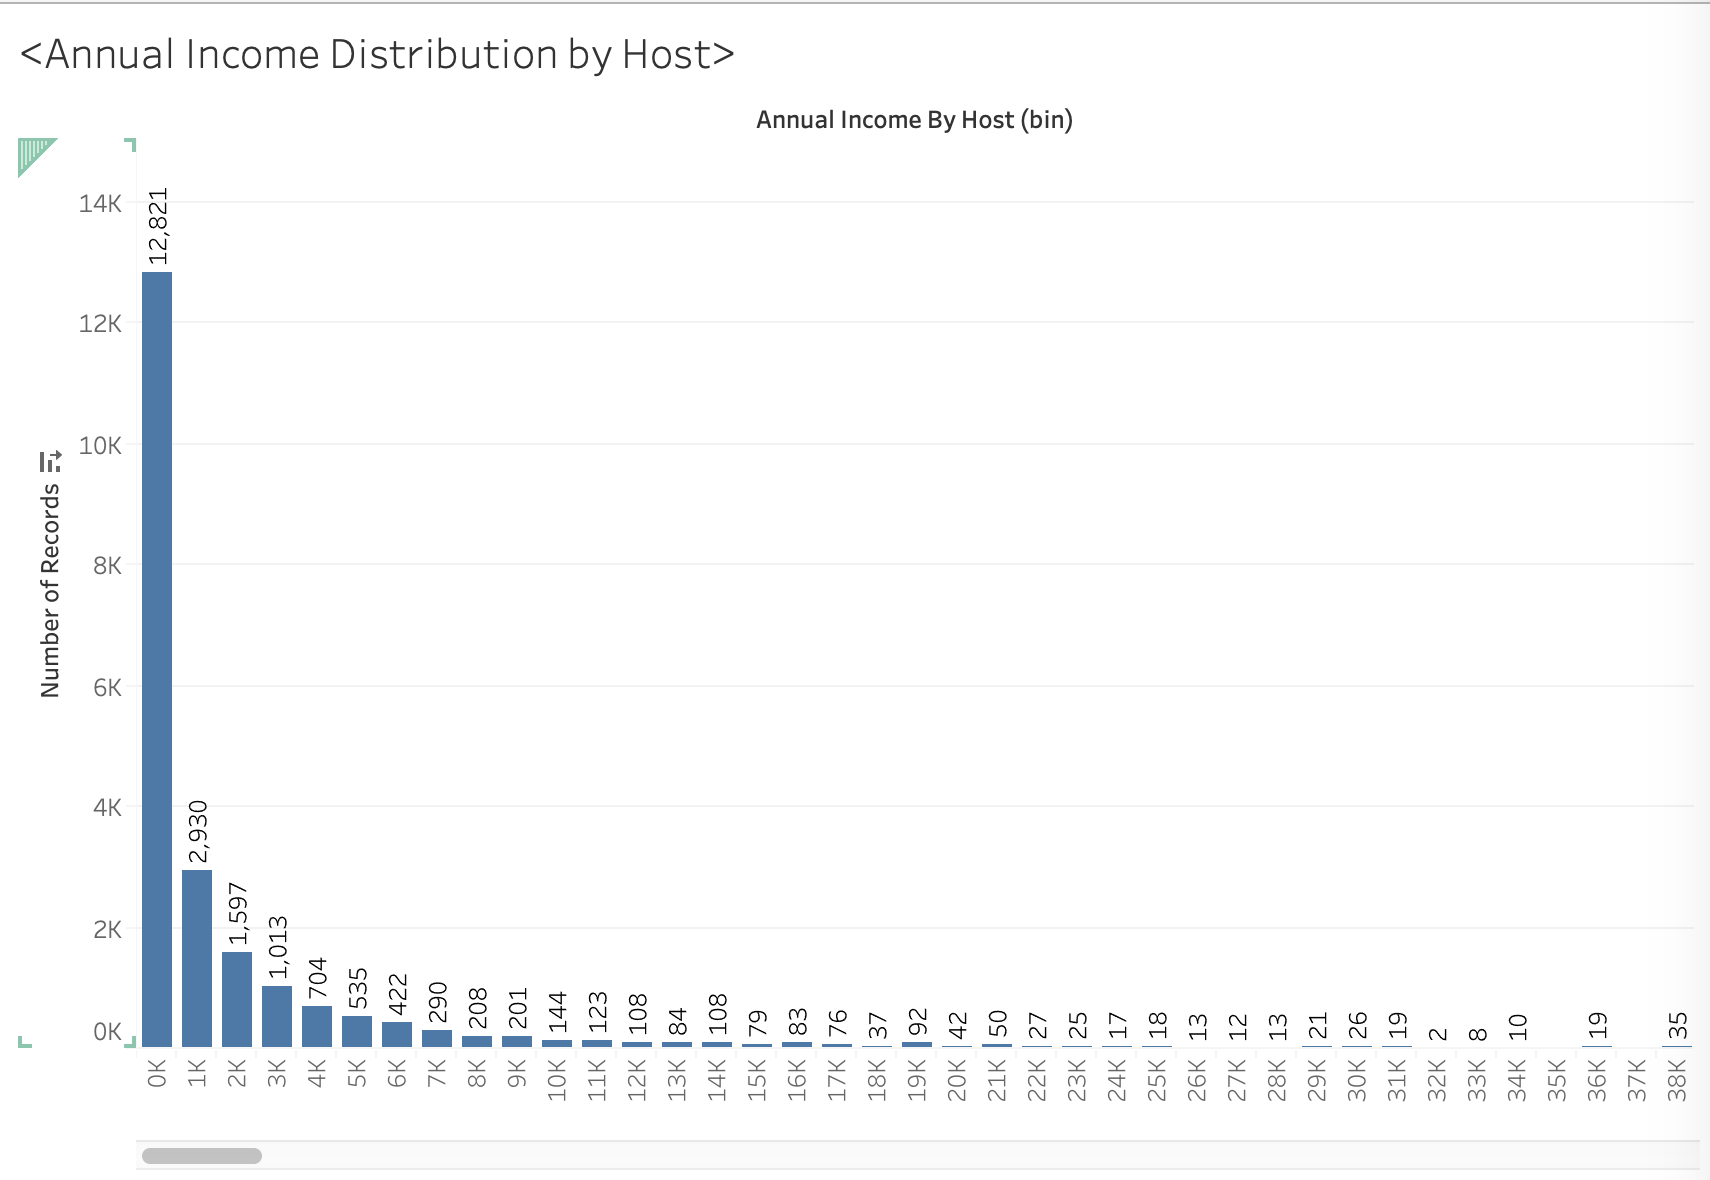 <Annual Income Distribution by Host>
Annual Income By Host (bin)
Number of Records
14K
12K
10K
8K
6K
4K
2K
0K
12,821
2,930
1,597
1,013
704
535
422
290
208
201
144
123
108
84
108
79
83
76
37
92
42
50
27
25
17
18
13
12
13
21
26
19
2
8
10
19
35
0K
1K
2K
3K
4K
5K
6K
7K
8K
9K
10K
11K
12K
13K
14K
15K
16K
17K
18K
19K
20K
21K
22K
23K
24K
25K
26K
27K
28K
29K
30K
31K
32K
33K
34K
35K
36K
37K
38K